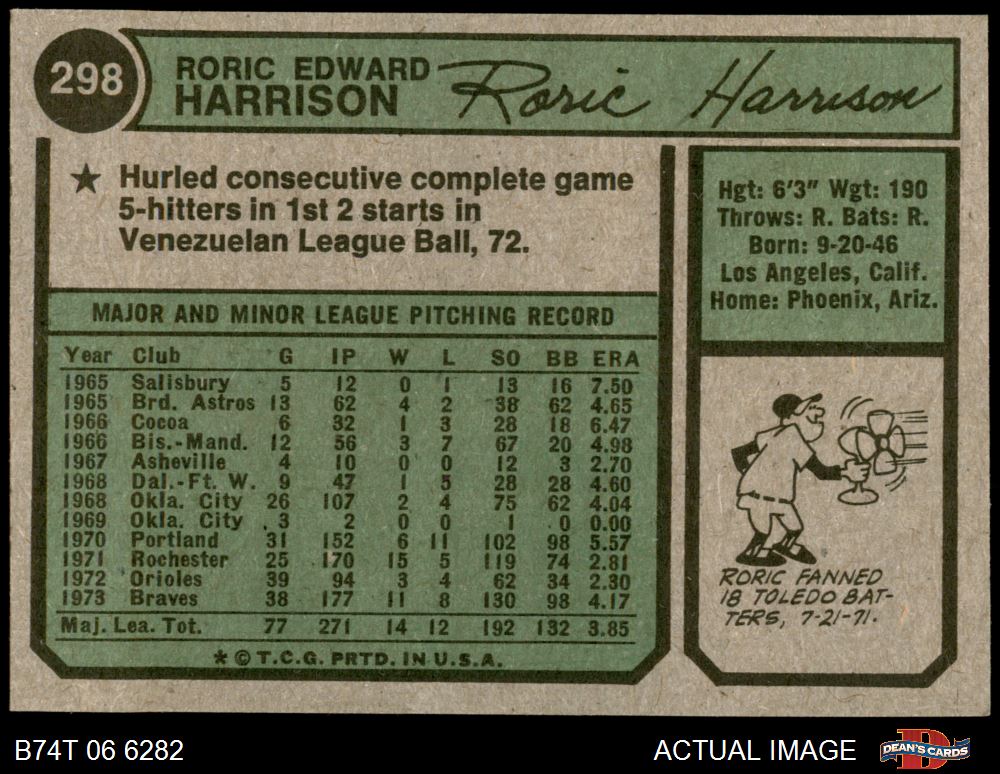 298
RORIC EDWARD
HARRISON
Roric Harrison
★ Hurled consecutive complete game
5-hitters in 1st 2 starts in
Venezuelan League Ball, 72.
Hgt: 6'3" Wgt: 190
Throws: R. Bats: R.
Born: 9-20-46
Los Angeles, Calif.
Home: Phoenix, Ariz.
MAJOR AND MINOR LEAGUE PITCHING RECORD
Year Club G IP W L SO BB ERA
1965 Salisbury 5 12 0 1 13 16 7.50
1965 Brd. Astros 13 62 4 2 38 62 4.65
1966 Cocoa 6 32 1 3 28 18 6.47
1966 Bis.-Mand. 12 56 3 7 67 20 4.98
1967 Asheville 4 10 0 0 12 3 2.70
1968 Dal.-Ft. W. 9 47 1 5 28 28 4.60
1968 Okla. City 26 107 2 4 75 62 4.04
1969 Okla. City 3 2 0 0 1 0 0.00
1970 Portland 31 152 6 11 102 98 5.57
1971 Rochester 25 170 15 5 119 74 2.81
1972 Orioles 39 94 3 4 62 34 2.30
1973 Braves 38 177 11 8 130 98 4.17
Maj. Lea. Tot. 77 271 14 12 192 132 3.85
* © T.C.G. PRTD. IN U.S.A.
RORIC FANNED
18 TOLEDO BAT-
TERS, 7-21-71.
B74T 06 6282
ACTUAL IMAGE
DEAN'S CARDS